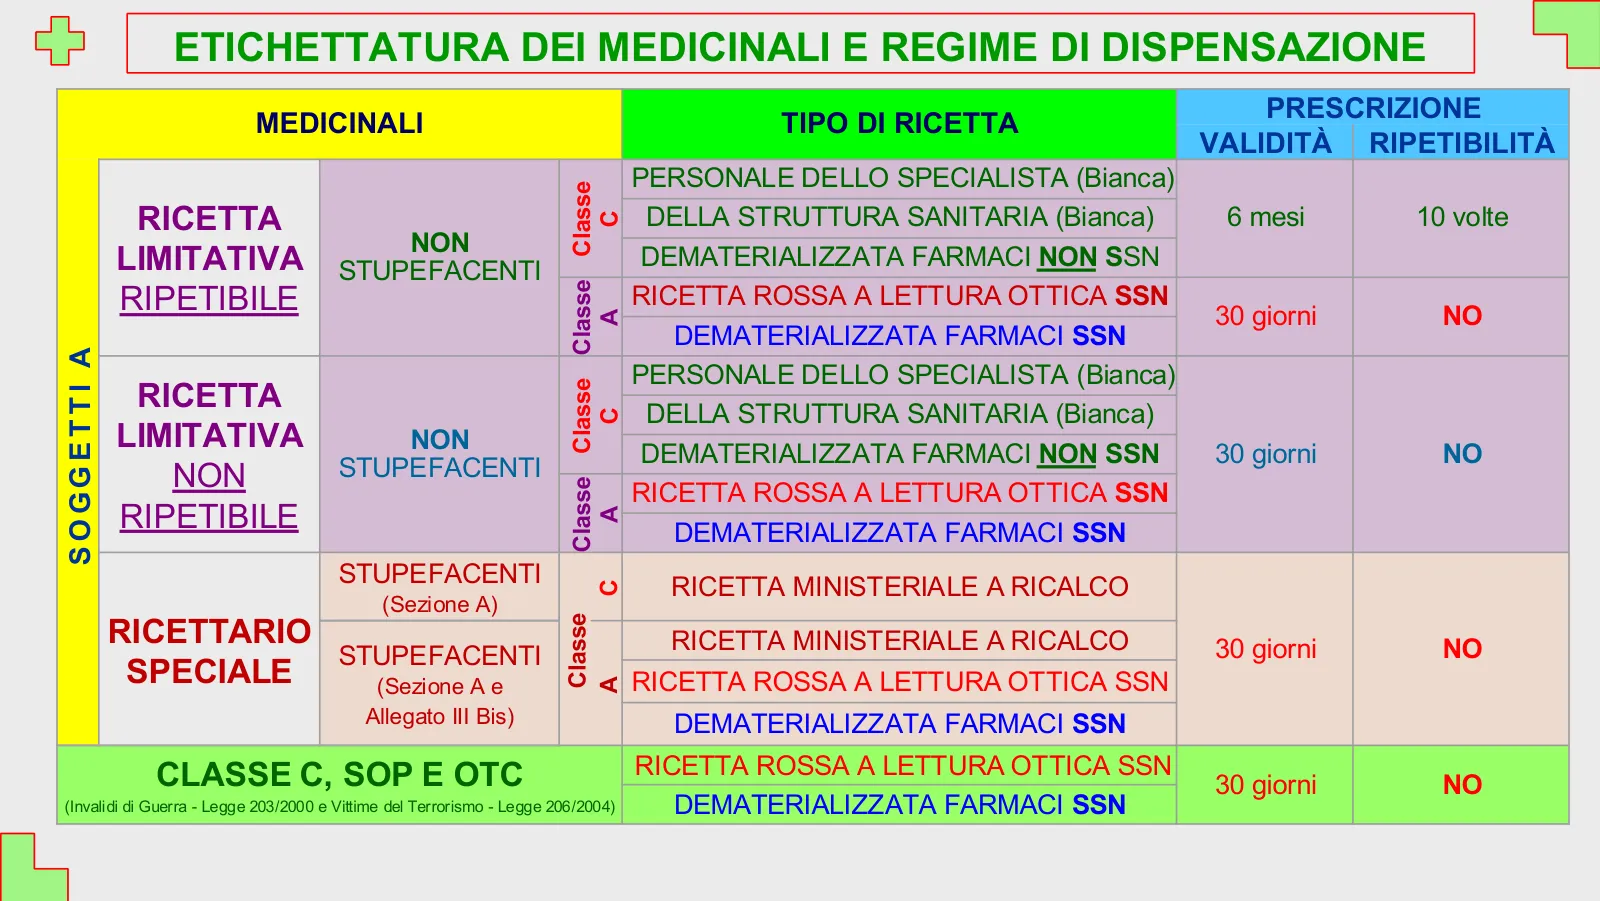 ETICHETTATURA DEI MEDICINALI E REGIME DI DISPENSAZIONE
MEDICINALI
TIPO DI RICETTA
PRESCRIZIONE
VALIDITÀ
RIPETIBILITÀ
SOGGETTI A
RICETTA
LIMITATIVA
RIPETIBILE
NON
STUPEFACENTI
Classe
C
PERSONALE DELLO SPECIALISTA (Bianca)
DELLA STRUTTURA SANITARIA (Bianca)
DEMATERIALIZZATA FARMACI NON SSN
6 mesi
10 volte
Classe
A
RICETTA ROSSA A LETTURA OTTICA SSN
DEMATERIALIZZATA FARMACI SSN
30 giorni
NO
RICETTA
LIMITATIVA
NON
RIPETIBILE
NON
STUPEFACENTI
Classe
C
PERSONALE DELLO SPECIALISTA (Bianca)
DELLA STRUTTURA SANITARIA (Bianca)
DEMATERIALIZZATA FARMACI NON SSN
Classe
A
RICETTA ROSSA A LETTURA OTTICA SSN
DEMATERIALIZZATA FARMACI SSN
30 giorni
NO
RICETTARIO
SPECIALE
STUPEFACENTI
(Sezione A)
Classe
C
RICETTA MINISTERIALE A RICALCO
STUPEFACENTI
(Sezione A e
Allegato III Bis)
A
RICETTA MINISTERIALE A RICALCO
RICETTA ROSSA A LETTURA OTTICA SSN
DEMATERIALIZZATA FARMACI SSN
30 giorni
NO
CLASSE C, SOP E OTC
(Invalidi di Guerra - Legge 203/2000 e Vittime del Terrorismo - Legge 206/2004)
RICETTA ROSSA A LETTURA OTTICA SSN
DEMATERIALIZZATA FARMACI SSN
30 giorni
NO